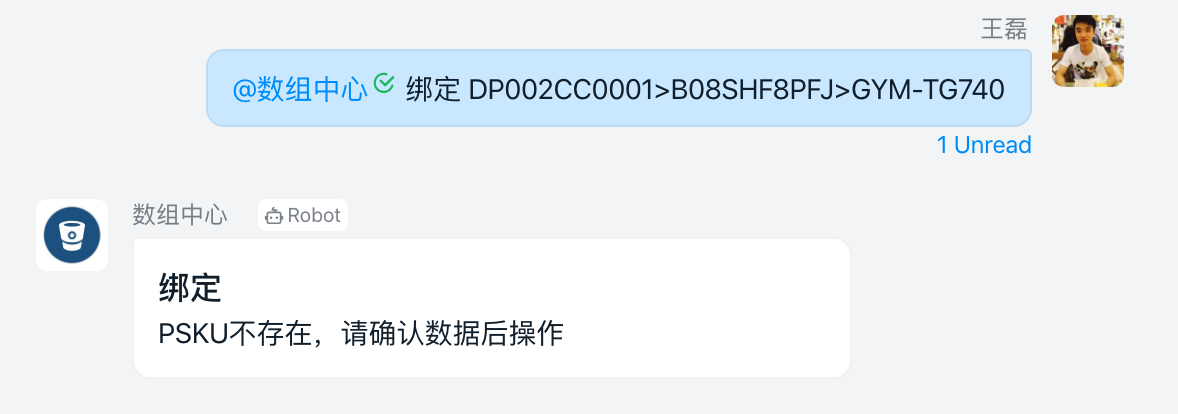 王磊
@数组中心 绑定 DP002CC0001>B08SHF8PFJ>GYM-TG740
1 Unread
数组中心 Robot
绑定
PSKU不存在，请确认数据后操作